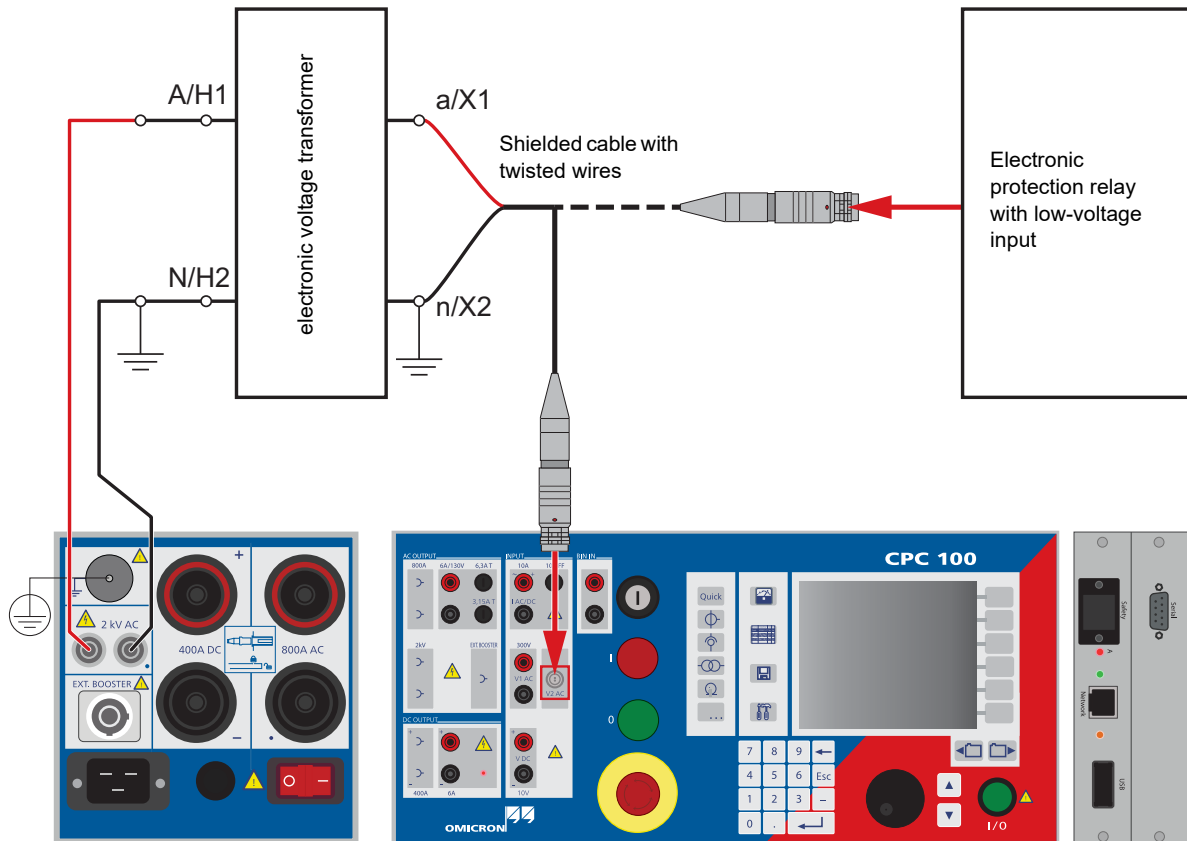 A/H1
N/H2
electronic voltage transformer
a/X1
n/X2
Shielded cable with
twisted wires
Electronic
protection relay
with low-voltage
input
2 kV AC
EXT. BOOSTER
400A DC
800A AC
+
−
O I
AC OUTPUT
800A
6A/130V
6,3A T
3,15A T
2kV
EXT.BOOSTER
DC OUTPUT
400A
6A
INPUT
10A
I AC/DC
300V
V1 AC
V2 AC
V DC
10V
BIN IN
OMICRON
I
I
0
CPC 100
Quick
Ω
...
7 8 9
4 5 6 Esc
1 2 3 −
0 .
I/O
Safety
A
Network
USB
Serial